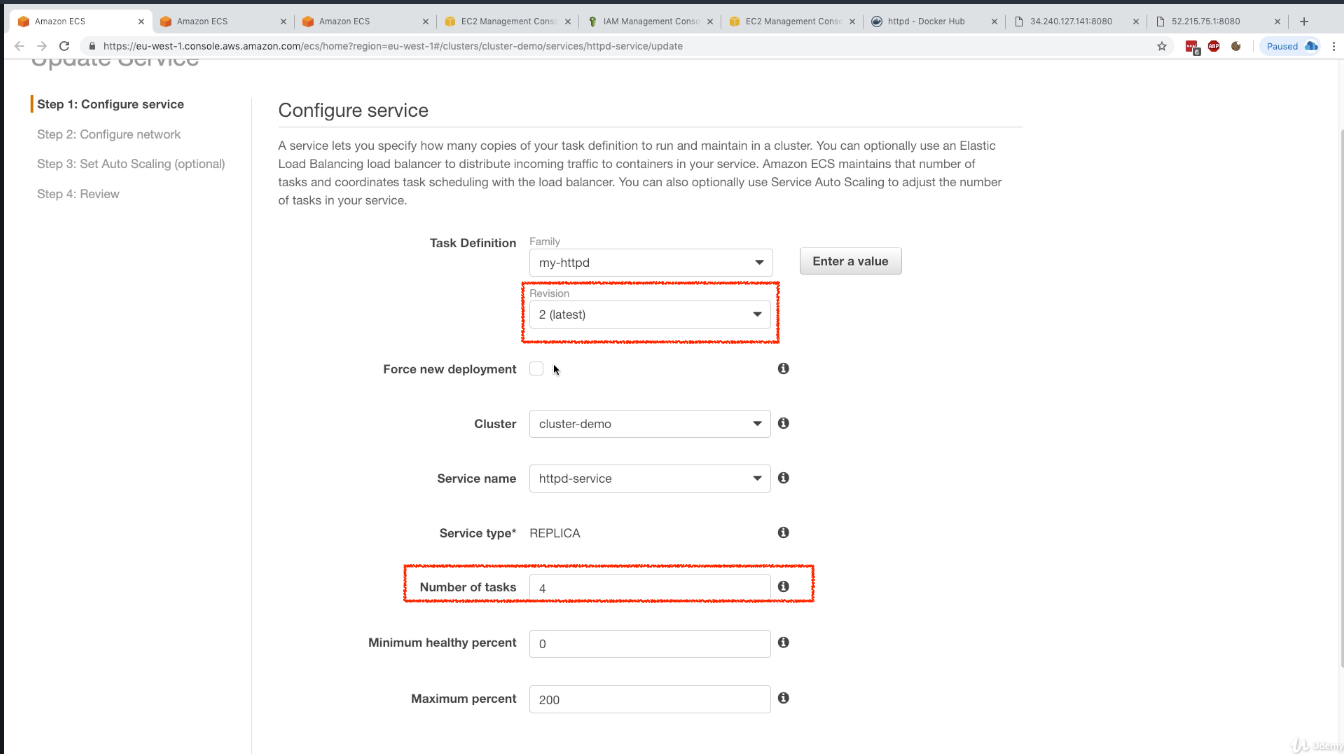 Amazon ECS
Amazon ECS
Amazon ECS
EC2 Management Conso
IAM Management Conso
EC2 Management Conso
httpd - Docker Hub
34.240.127.141:8080
52.215.75.1:8080
https://eu-west-1.console.aws.amazon.com/ecs/home?region=eu-west-1#/clusters/cluster-demo/services/httpd-service/update
ABP
Paused
Update Service
Step 1: Configure service
Step 2: Configure network
Step 3: Set Auto Scaling (optional)
Step 4: Review
Configure service
A service lets you specify how many copies of your task definition to run and maintain in a cluster. You can optionally use an Elastic
Load Balancing load balancer to distribute incoming traffic to containers in your service. Amazon ECS maintains that number of
tasks and coordinates task scheduling with the load balancer. You can also optionally use Service Auto Scaling to adjust the number
of tasks in your service.
Task Definition
Family
my-httpd
Enter a value
Revision
2 (latest)
Force new deployment
Cluster
cluster-demo
Service name
httpd-service
Service type*
REPLICA
Number of tasks
4
Minimum healthy percent
0
Maximum percent
200
Udemy